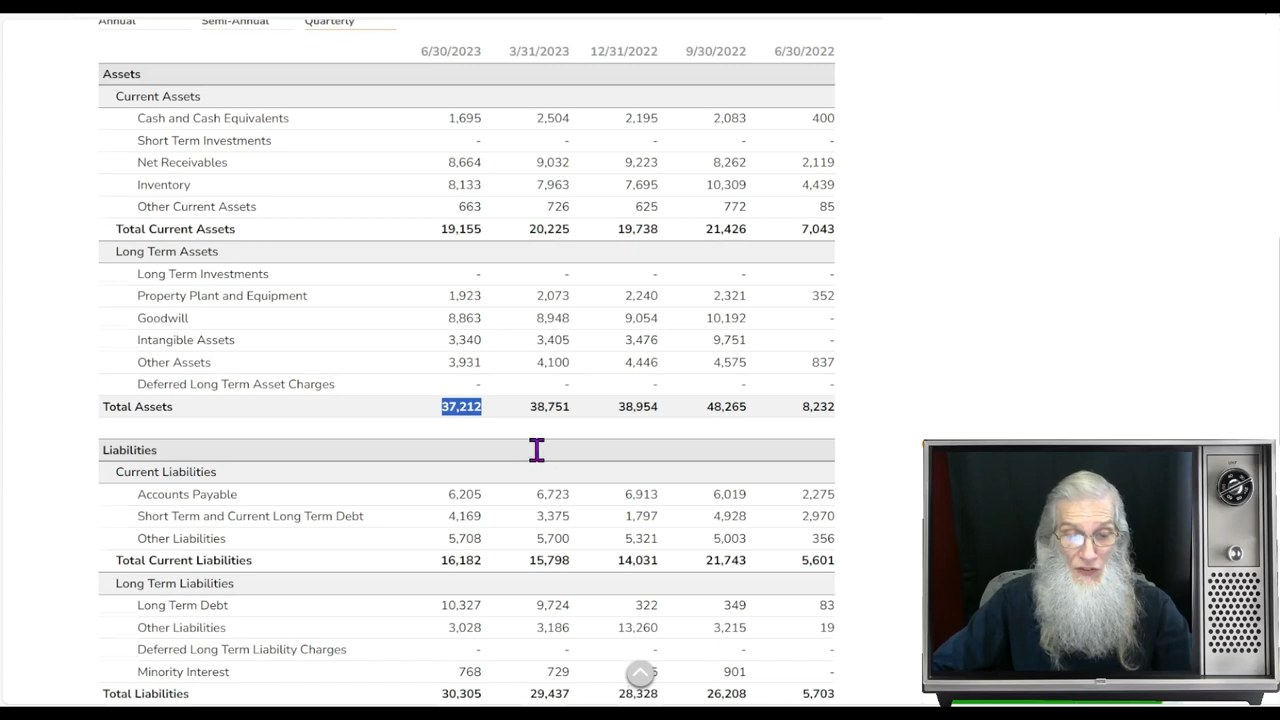 Annual Semi-Annual Quarterly
6/30/2023 3/31/2023 12/31/2022 9/30/2022 6/30/2022
Assets
Current Assets
Cash and Cash Equivalents 1,695 2,504 2,195 2,083 400
Short Term Investments - - - - -
Net Receivables 8,664 9,032 9,223 8,262 2,119
Inventory 8,133 7,963 7,695 10,309 4,439
Other Current Assets 663 726 625 772 85
Total Current Assets 19,155 20,225 19,738 21,426 7,043
Long Term Assets
Long Term Investments - - - - -
Property Plant and Equipment 1,923 2,073 2,240 2,321 352
Goodwill 8,863 8,948 9,054 10,192 -
Intangible Assets 3,340 3,405 3,476 9,751 -
Other Assets 3,931 4,100 4,446 4,575 837
Deferred Long Term Asset Charges - - - - -
Total Assets 37,212 38,751 38,954 48,265 8,232
Liabilities
Current Liabilities
Accounts Payable 6,205 6,723 6,913 6,019 2,275
Short Term and Current Long Term Debt 4,169 3,375 1,797 4,928 2,970
Other Liabilities 5,708 5,700 5,321 5,003 356
Total Current Liabilities 16,182 15,798 14,031 21,743 5,601
Long Term Liabilities
Long Term Debt 10,327 9,724 322 349 83
Other Liabilities 3,028 3,186 13,260 3,215 19
Deferred Long Term Liability Charges - - - - -
Minority Interest 768 729 901 -
Total Liabilities 30,305 29,437 28,328 26,208 5,703